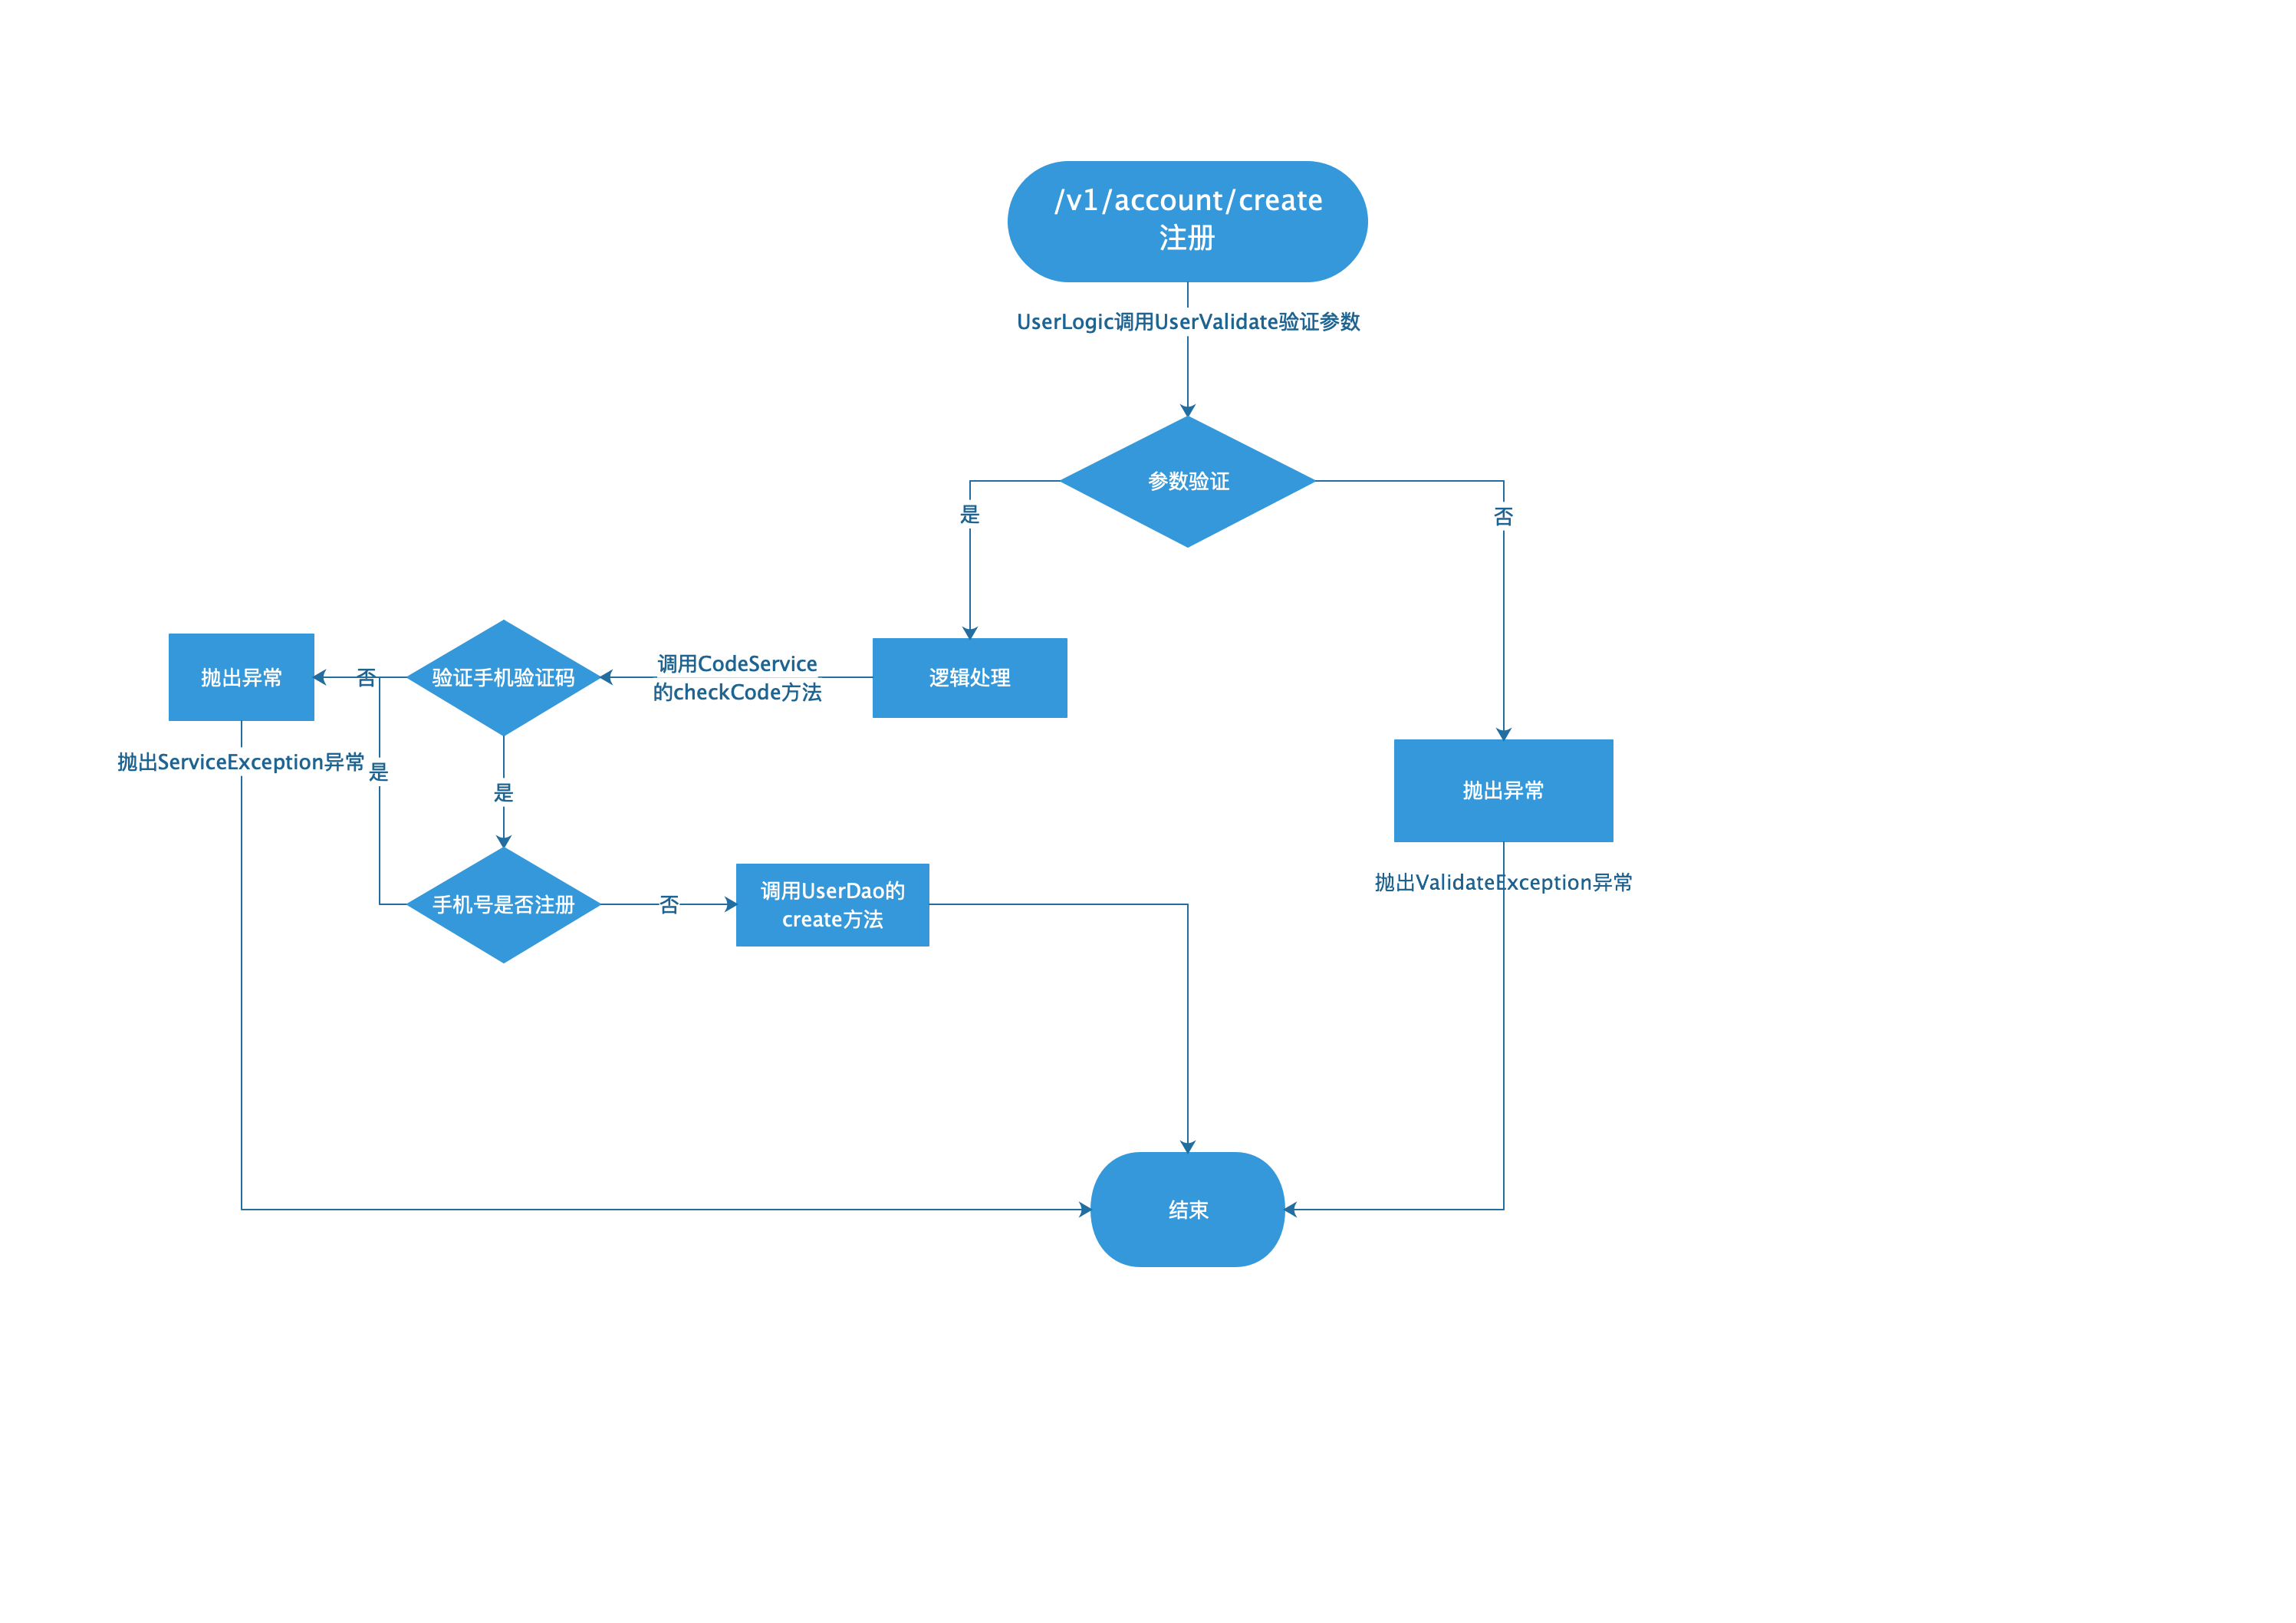 /v1/account/create
注册
UserLogic调用UserValidate验证参数
参数验证
是
否
抛出异常
否
验证手机验证码
调用CodeService
的checkCode方法
逻辑处理
抛出ServiceException异常
是
是
抛出异常
抛出ValidateException异常
手机号是否注册
否
调用UserDao的
create方法
结束